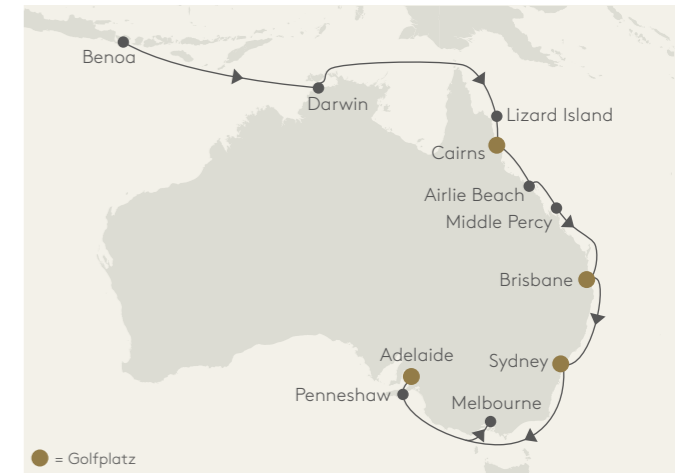 Benoa
Darwin
Lizard Island
Cairns
Airlie Beach
Middle Percy
Brisbane
Adelaide
Sydney
Penneshaw
Melbourne
= Golfplatz